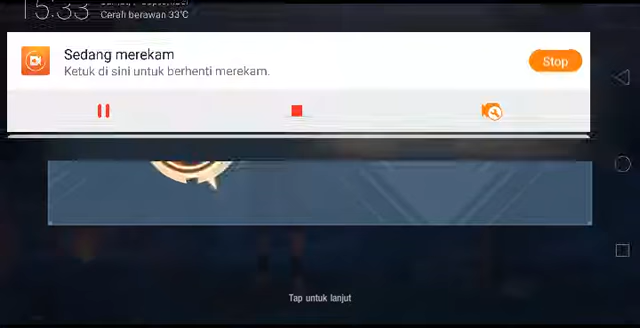 15:33
Cerah berawan 33°C
Sedang merekam
Ketuk di sini untuk berhenti merekam.
Stop
Tap untuk lanjut